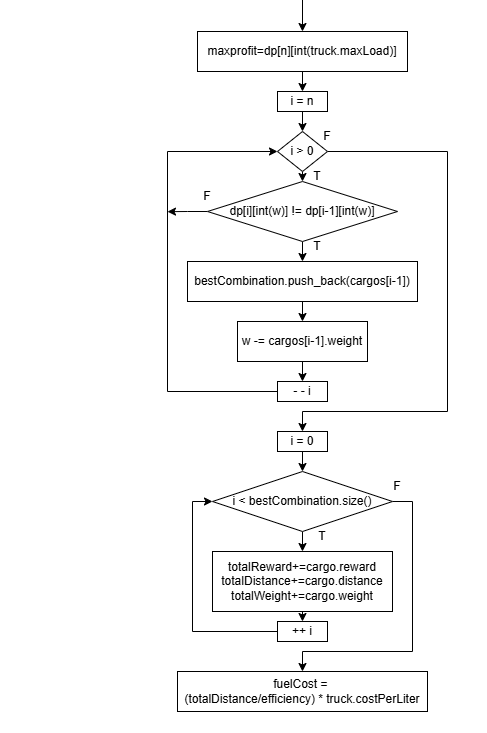 maxprofit=dp[n][int(truck.maxLoad)]
i = n
F
i > 0
T
F
dp[i][int(w)] != dp[i-1][int(w)]
T
bestCombination.push_back(cargos[i-1])
w -= cargos[i-1].weight
- - i
i = 0
F
i < bestCombination.size()
T
totalReward+=cargo.reward
totalDistance+=cargo.distance
totalWeight+=cargo.weight
++ i
fuelCost =
(totalDistance/efficiency) * truck.costPerLiter